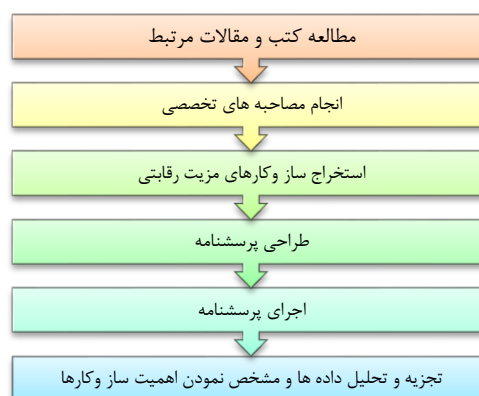 مطالعه کتب و مقالات مرتبط
انجام مصاحبه های تخصصی
استخراج ساز وکارهای مزیت رقابتی
طراحی پرسشنامه
اجرای پرسشنامه
تجزیه و تحلیل داده ها و مشخص نمودن اهمیت ساز وکارها